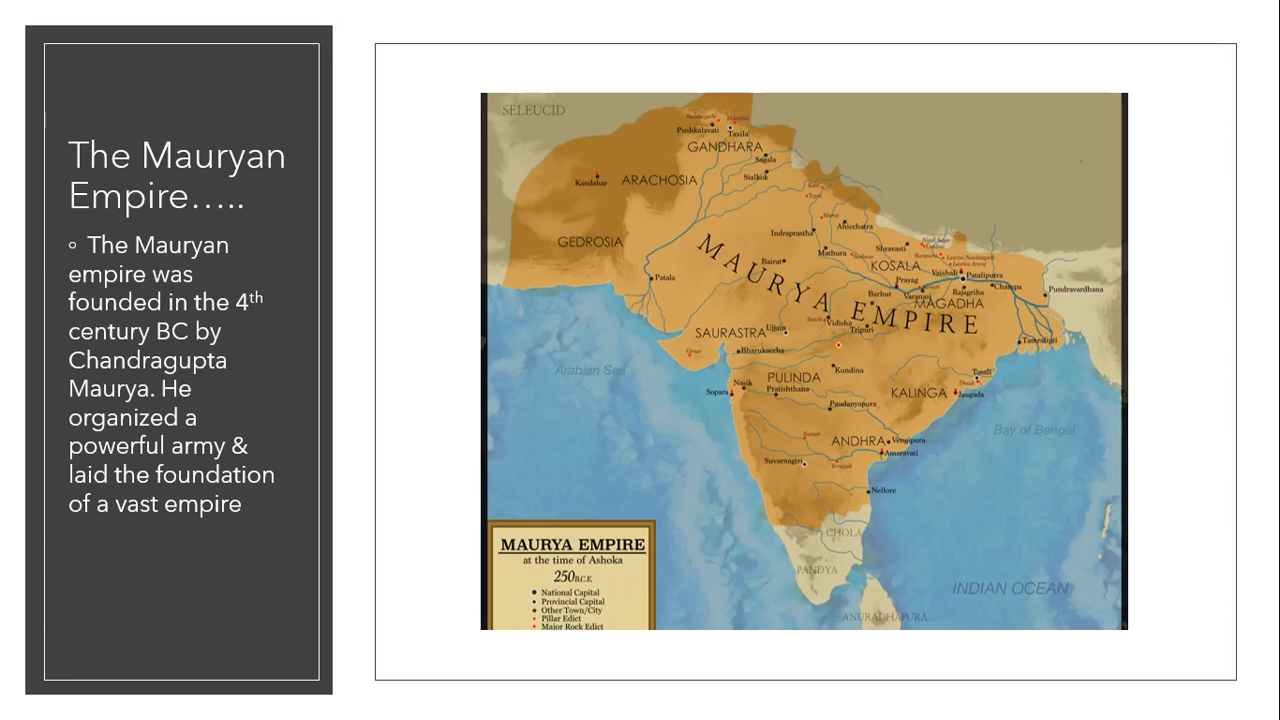 The Mauryan
Empire…..
◦ The Mauryan
empire was
founded in the 4th
century BC by
Chandragupta
Maurya. He
organized a
powerful army &
laid the foundation
of a vast empire
SELEUCID
Pushkalavati
Taxila
GANDHARA
Sagala
Sialkot
Kandahar
ARACHOSIA
GEDROSIA
Patala
Indraprastha
Ahicchatra
Bairat
Mathura
Shravasti
KOSALA
Vaishali
Pataliputra
Prayag
Barhut
Varanasi
Rajagriha
Champa
Pundravardhana
MAGADHA
MAURYA EMPIRE
SAURASTRA
Ujjain
Vidisha
Tripuri
Tamralipti
Bharukaccha
Arabian Sea
PULINDA
Kundina
Nasik
Sopara
Pratishthana
Paudanyapura
Tosali
KALINGA
Jaugada
Bay of Bengal
ANDHRA
Vengipura
Amaravati
Suvarnagiri
Nellore
CHOLA
PANDYA
INDIAN OCEAN
ANURADHAPURA
MAURYA EMPIRE
at the time of Ashoka
250B.C.E.
National Capital
Provincial Capital
Other Town/City
Pillar Edict
Major Rock Edict